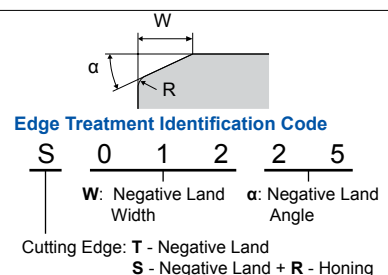 W
α
R
Edge Treatment Identification Code
S 0 1 2 2 5
W: Negative Land Width
α: Negative Land Angle
Cutting Edge: T - Negative Land
S - Negative Land + R - Honing